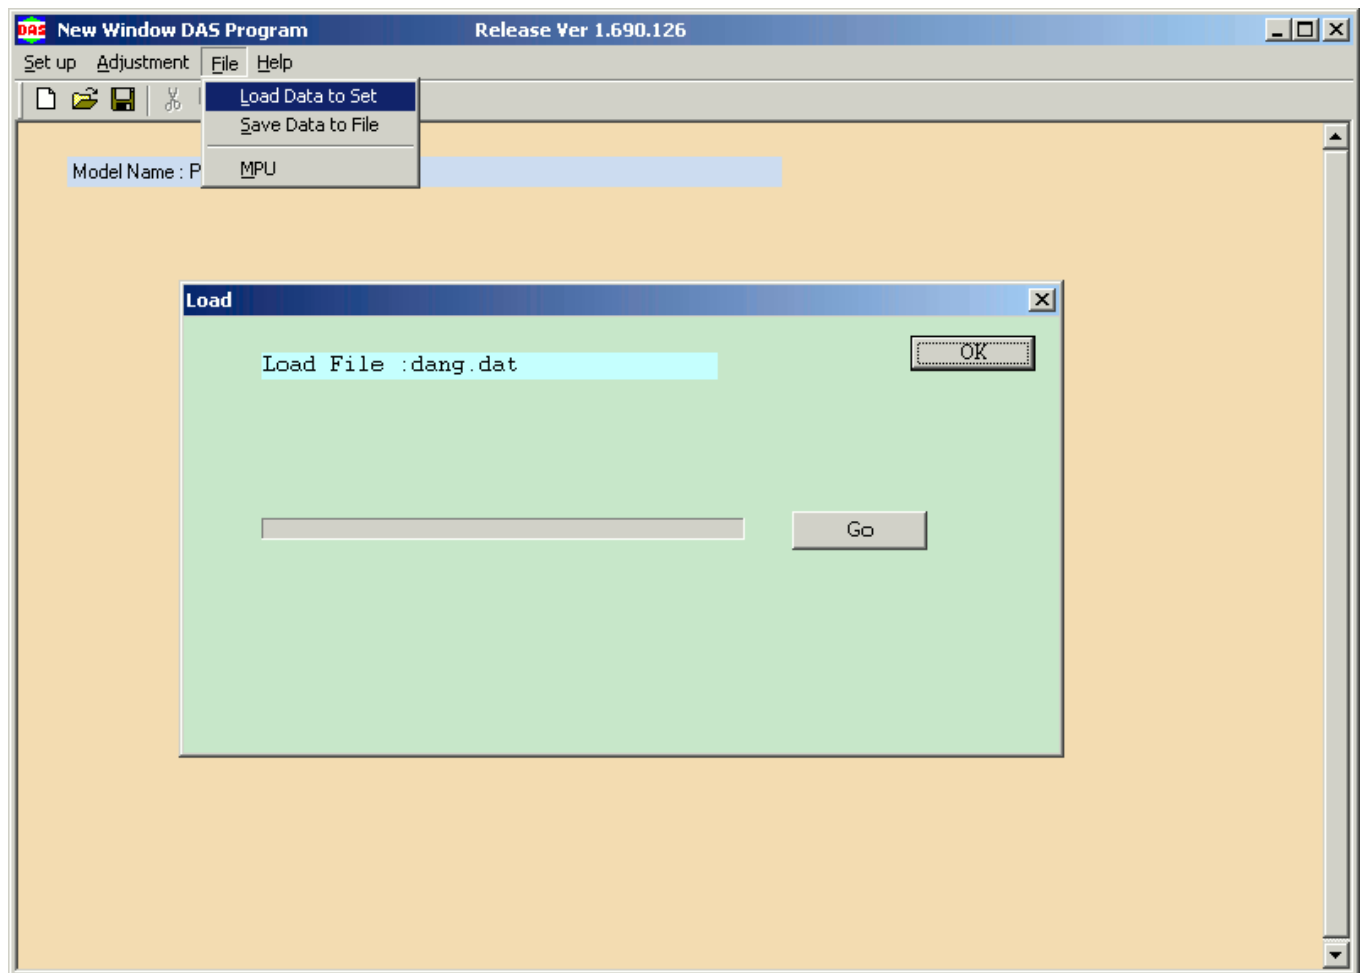 DAS New Window DAS Program Release Ver 1.690.126
Set up Adjustment File Help
Load Data to Set
Save Data to File
MPU
Model Name : P
Load
Load File :dang.dat
OK
Go